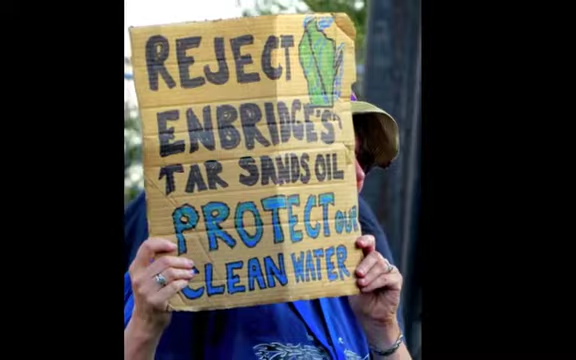 REJECT
ENBRIDGE'S
TAR SANDS OIL
PROTECT OUR
CLEAN WATER